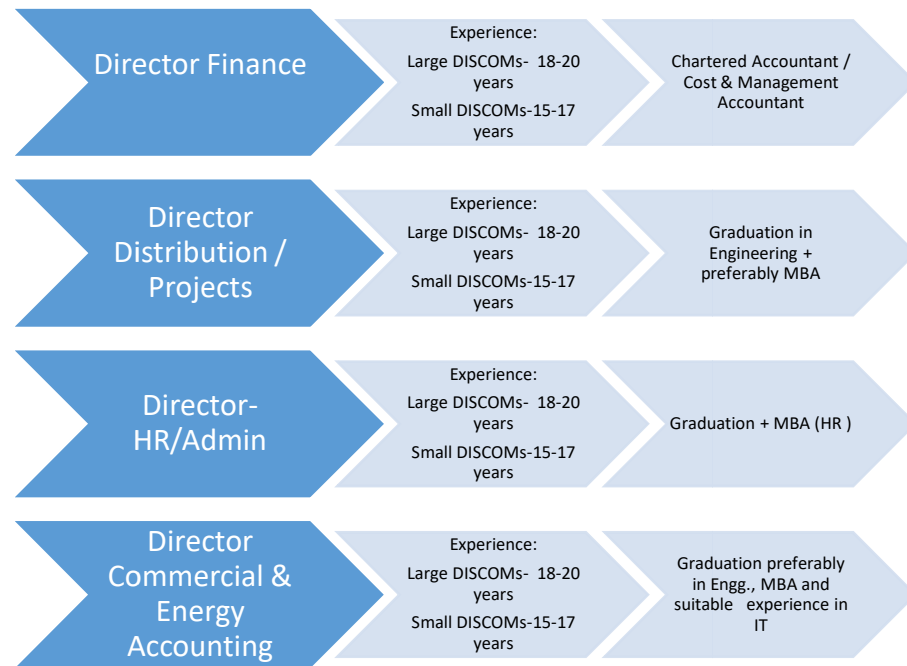 Director Finance
Experience:
Large DISCOMs-  18-20
years
Small DISCOMs-15-17
years
Chartered Accountant /
Cost & Management
Accountant
Director
Distribution /
Projects
Experience:
Large DISCOMs-  18-20
years
Small DISCOMs-15-17
years
Graduation in
Engineering +
preferably MBA
Director-
HR/Admin
Experience:
Large DISCOMs-  18-20
years
Small DISCOMs-15-17
years
Graduation + MBA (HR )
Director
Commercial &
Energy
Accounting
Experience:
Large DISCOMs-  18-20
years
Small DISCOMs-15-17
years
Graduation preferably
in Engg., MBA and
suitable   experience in
IT